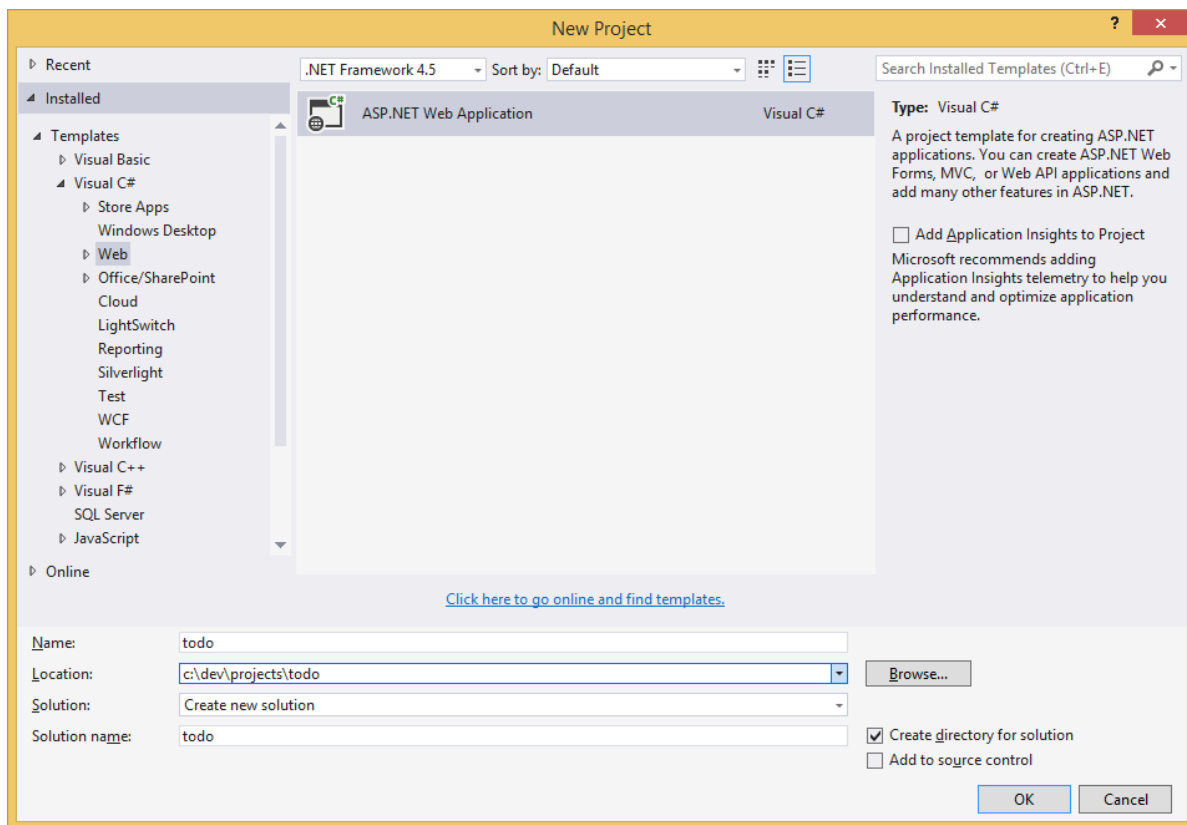 New Project
?
Recent
.NET Framework 4.5
Sort by: Default
Search Installed Templates (Ctrl+E)
Installed
Templates
Visual Basic
Visual C#
Store Apps
Windows Desktop
Web
Office/SharePoint
Cloud
LightSwitch
Reporting
Silverlight
Test
WCF
Workflow
Visual C++
Visual F#
SQL Server
JavaScript
Online
C#
ASP.NET Web Application
Visual C#
Type: Visual C#
A project template for creating ASP.NET
applications. You can create ASP.NET Web
Forms, MVC, or Web API applications and
add many other features in ASP.NET.
Add Application Insights to Project
Microsoft recommends adding
Application Insights telemetry to help you
understand and optimize application
performance.
Click here to go online and find templates.
Name: todo
Location: c:\dev\projects\todo
Browse...
Solution: Create new solution
Solution name: todo
Create directory for solution
Add to source control
OK
Cancel